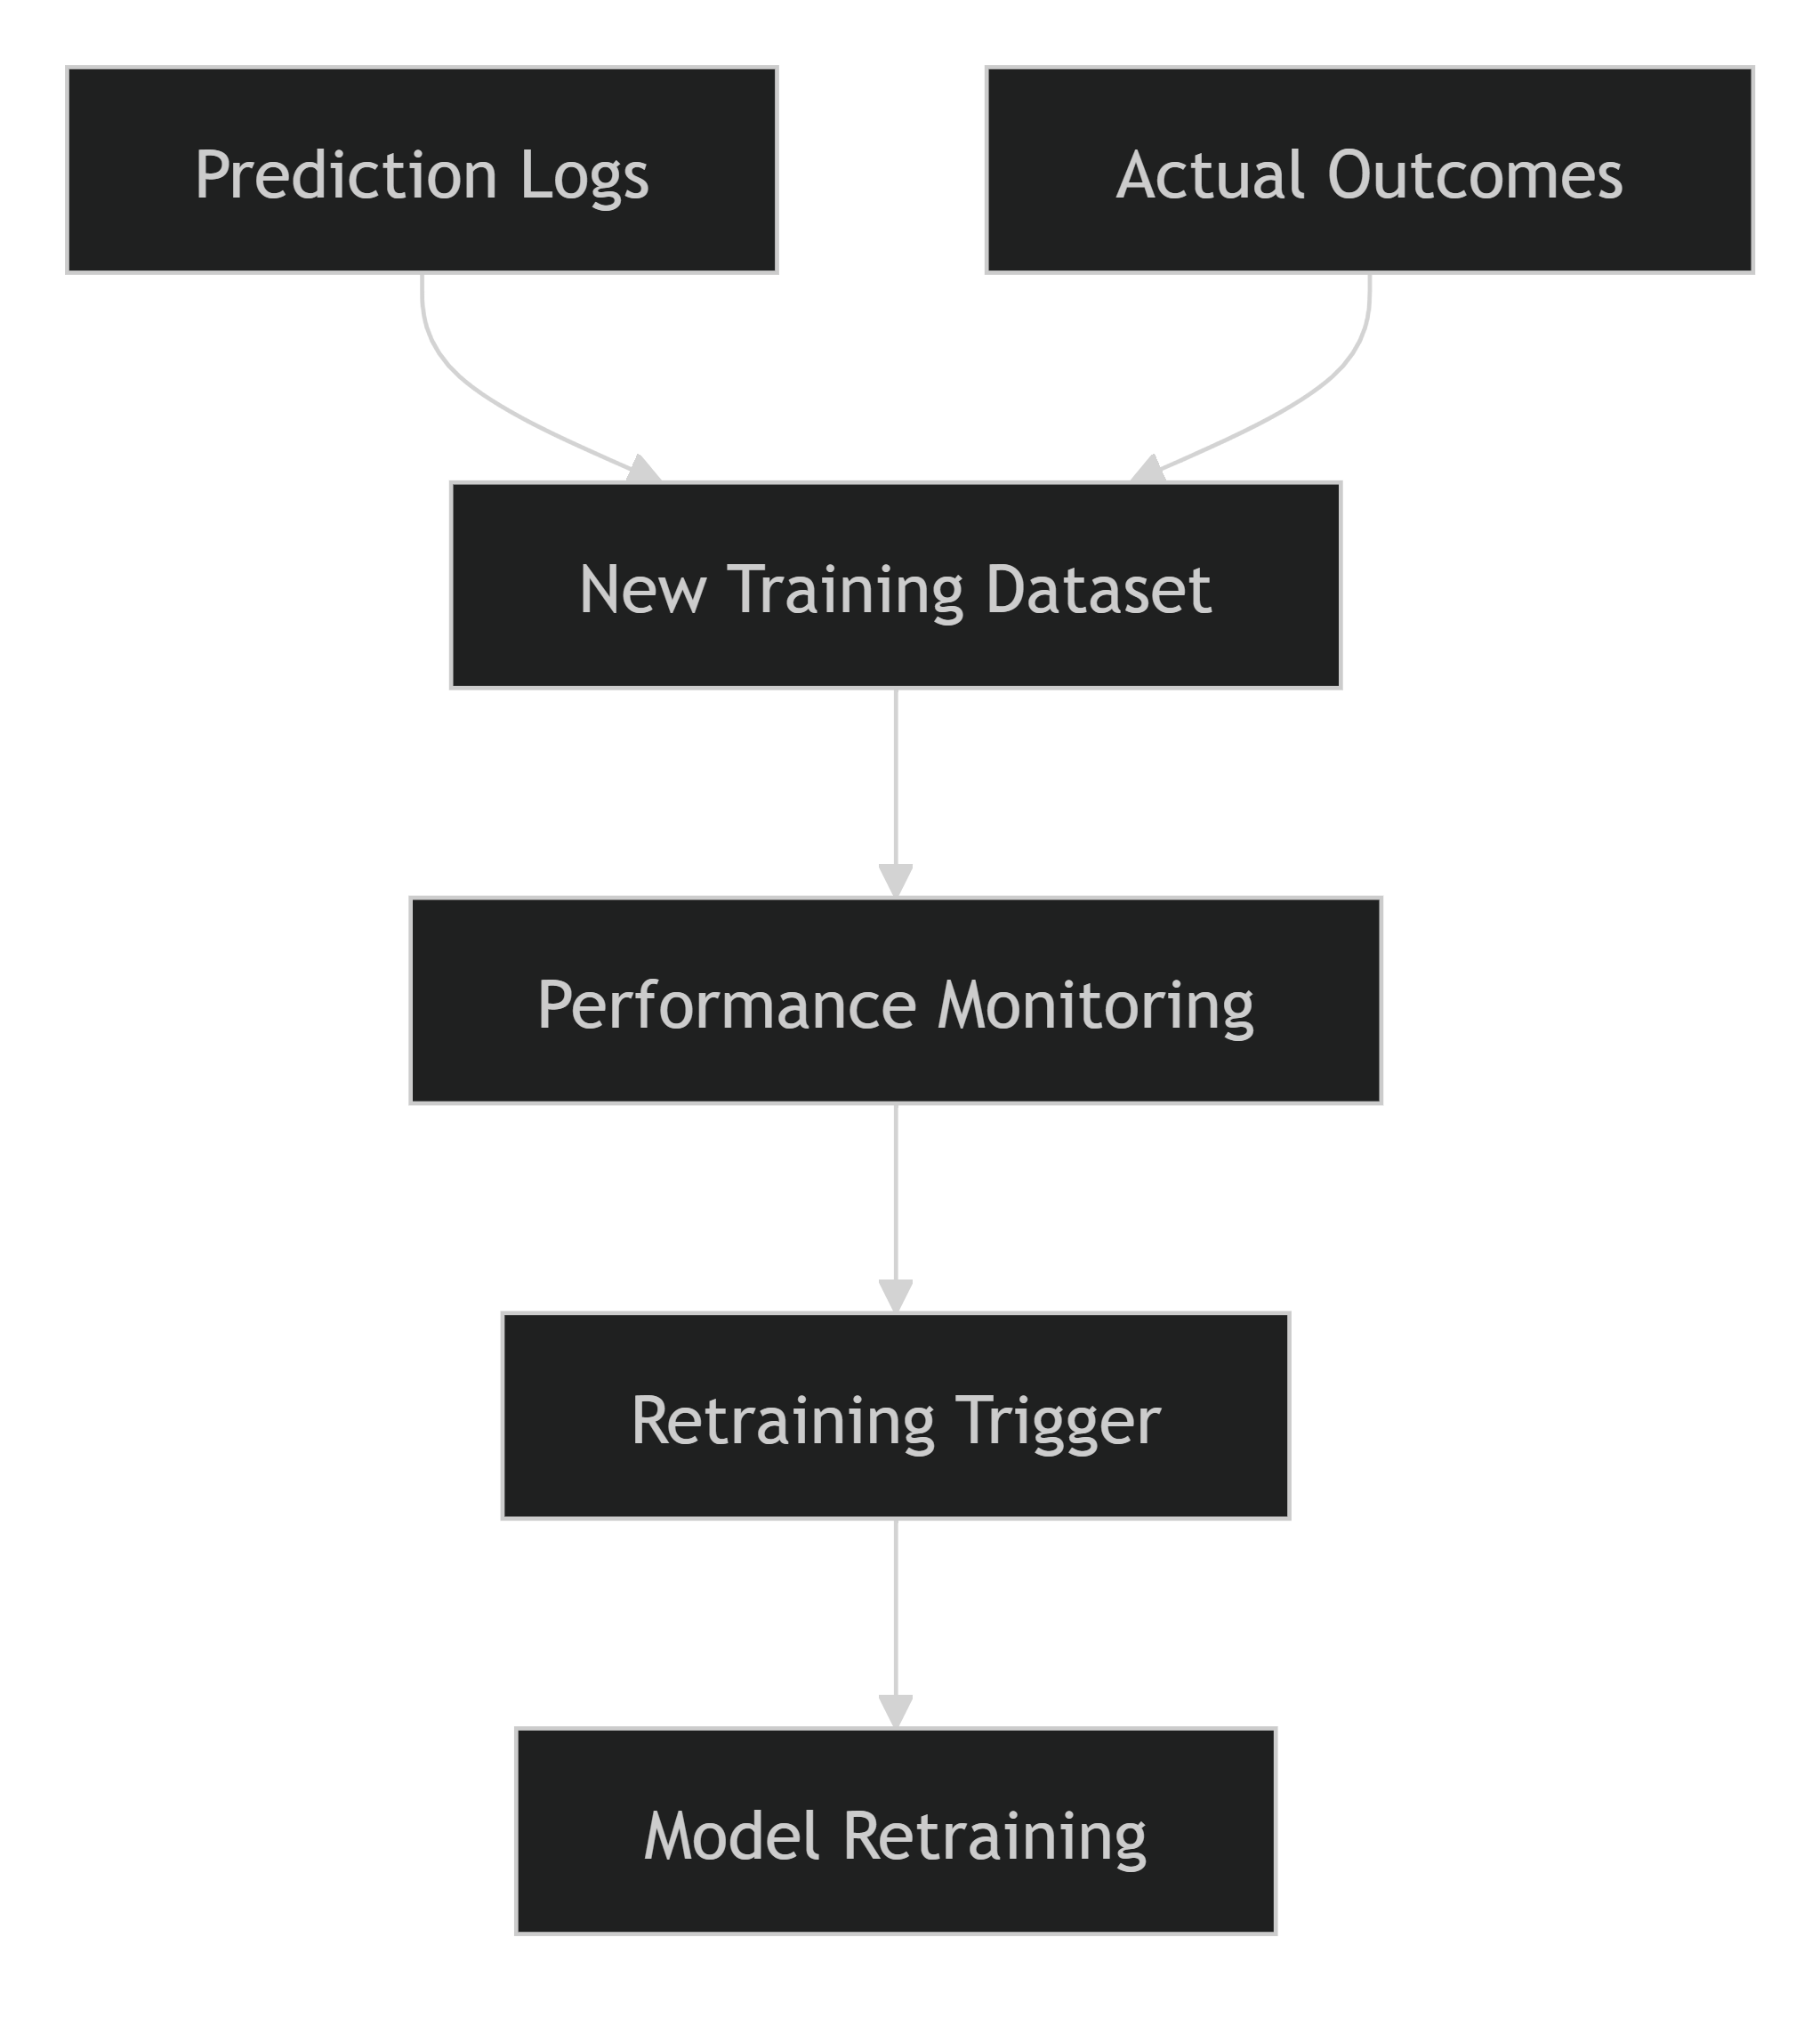 Prediction Logs
Actual Outcomes
New Training Dataset
Performance Monitoring
Retraining Trigger
Model Retraining